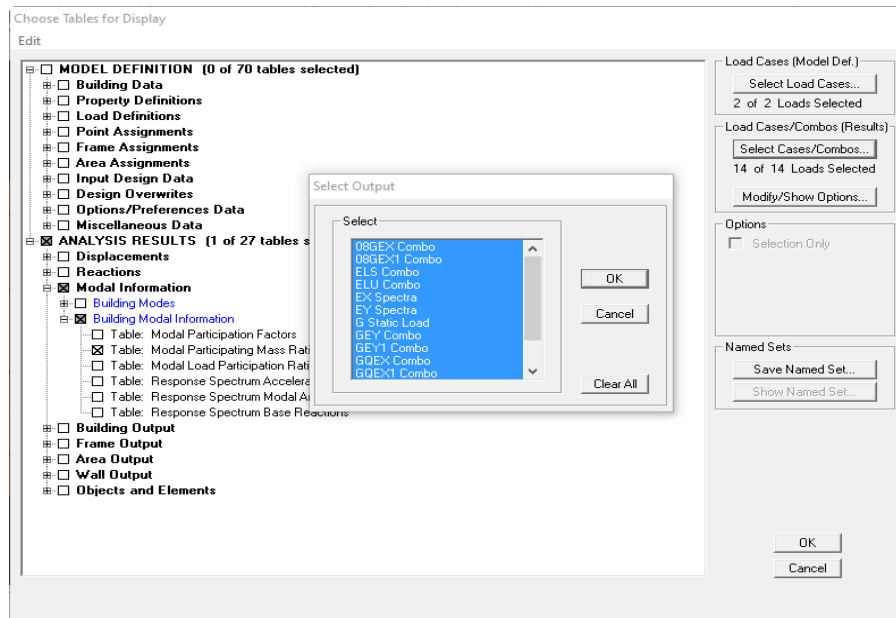 Choose Tables for Display
Edit
MODEL DEFINITION (0 of 70 tables selected)
Building Data
Property Definitions
Load Definitions
Point Assignments
Frame Assignments
Area Assignments
Input Design Data
Design Overwrites
Options/Preferences Data
Miscellaneous Data
ANALYSIS RESULTS (1 of 27 tables s
Displacements
Reactions
Modal Information
Building Modes
Building Modal Information
Table: Modal Participation Factors
Table: Modal Participating Mass Rati
Table: Modal Load Participation Rati
Table: Response Spectrum Accelera
Table: Response Spectrum Modal A
Table: Response Spectrum Base Reactions
Building Output
Frame Output
Area Output
Wall Output
Objects and Elements
Select Output
Select
08GEX Combo
08GEX1 Combo
ELS Combo
ELU Combo
EX Spectra
EY Spectra
G Static Load
GEY Combo
GEY1 Combo
GQEX Combo
GQEX1 Combo
OK
Cancel
Clear All
Load Cases (Model Def.)
Select Load Cases...
2 of 2 Loads Selected
Load Cases/Combos (Results)
Select Cases/Combos...
14 of 14 Loads Selected
Modify/Show Options...
Options
Selection Only
Named Sets
Save Named Set...
Show Named Set...
OK
Cancel